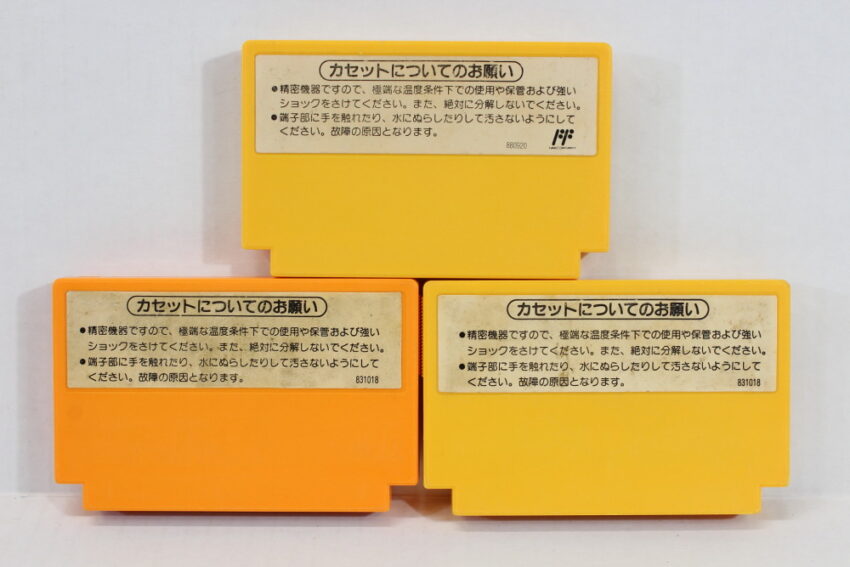 カセットについてのお願い
●精密機器ですので、極端な温度条件下での使用や保管および強い
ショックをさけてください。また、絶対に分解しないでください。
●端子部に手を触れたり、水にぬらしたりして汚さないようにして
ください。故障の原因となります。
880920
カセットについてのお願い
●精密機器ですので、極端な温度条件下での使用や保管および強い
ショックをさけてください。また、絶対に分解しないでください。
●端子部に手を触れたり、水にぬらしたりして汚さないようにして
ください。故障の原因となります。
831018
カセットについてのお願い
●精密機器ですので、極端な温度条件下での使用や保管および強い
ショックをさけてください。また、絶対に分解しないでください。
●端子部に手を触れたり、水にぬらしたりして汚さないようにして
ください。故障の原因となります。
831018